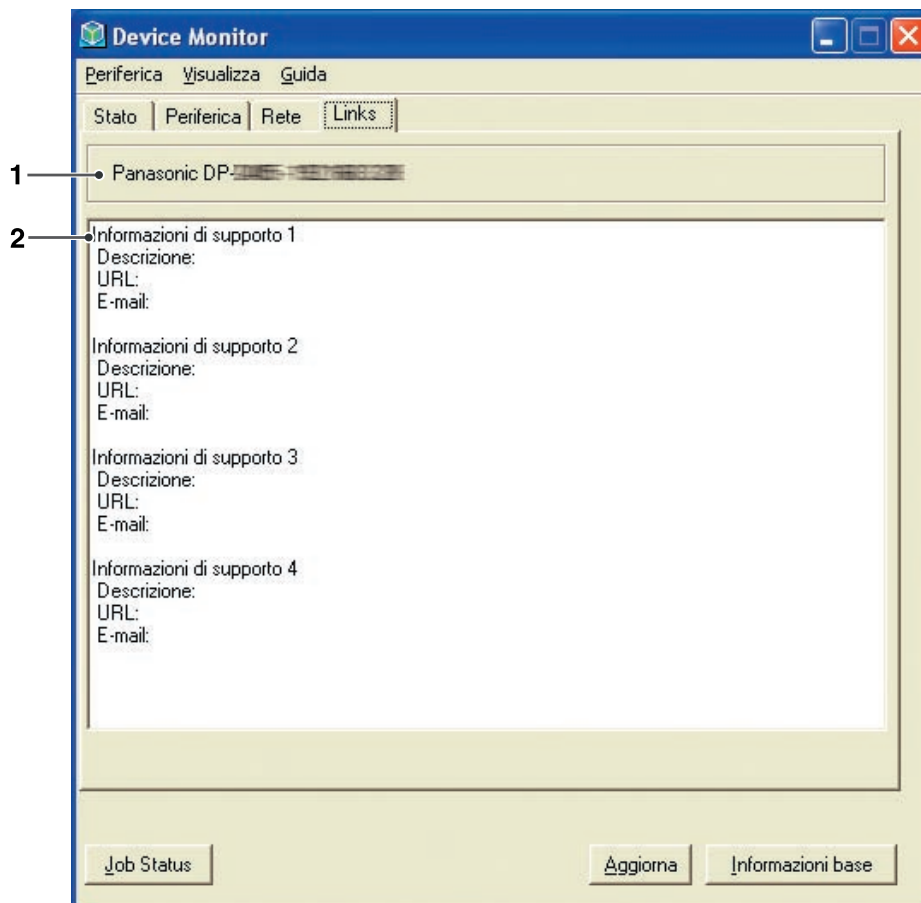 Device Monitor
Periferica Visualizza Guida
Stato Periferica Rete Links
1
Panasonic DP-
2
Informazioni di supporto 1
Descrizione:
URL:
E-mail:
Informazioni di supporto 2
Descrizione:
URL:
E-mail:
Informazioni di supporto 3
Descrizione:
URL:
E-mail:
Informazioni di supporto 4
Descrizione:
URL:
E-mail:
Job Status Aggiorna Informazioni base